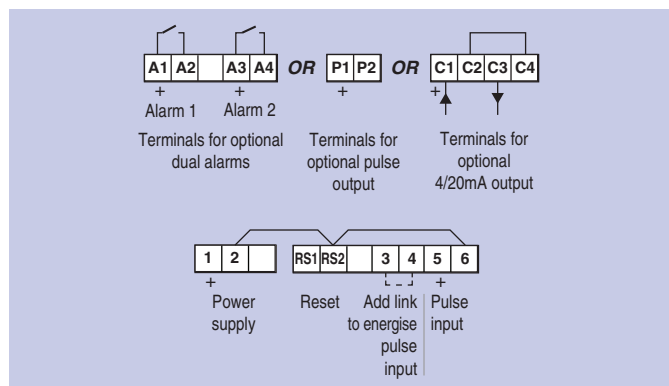 A1 A2 A3 A4 OR P1 P2 OR C1 C2 C3 C4
+ + + +
Alarm 1 Alarm 2
Terminals for optional
dual alarms
Terminals for
optional pulse
output
Terminals for
optional
4/20mA output
1 2 RS1 RS2 3 4 5 6
+ +
Power
supply
Reset
Add link
to energise
pulse
input
Pulse
input